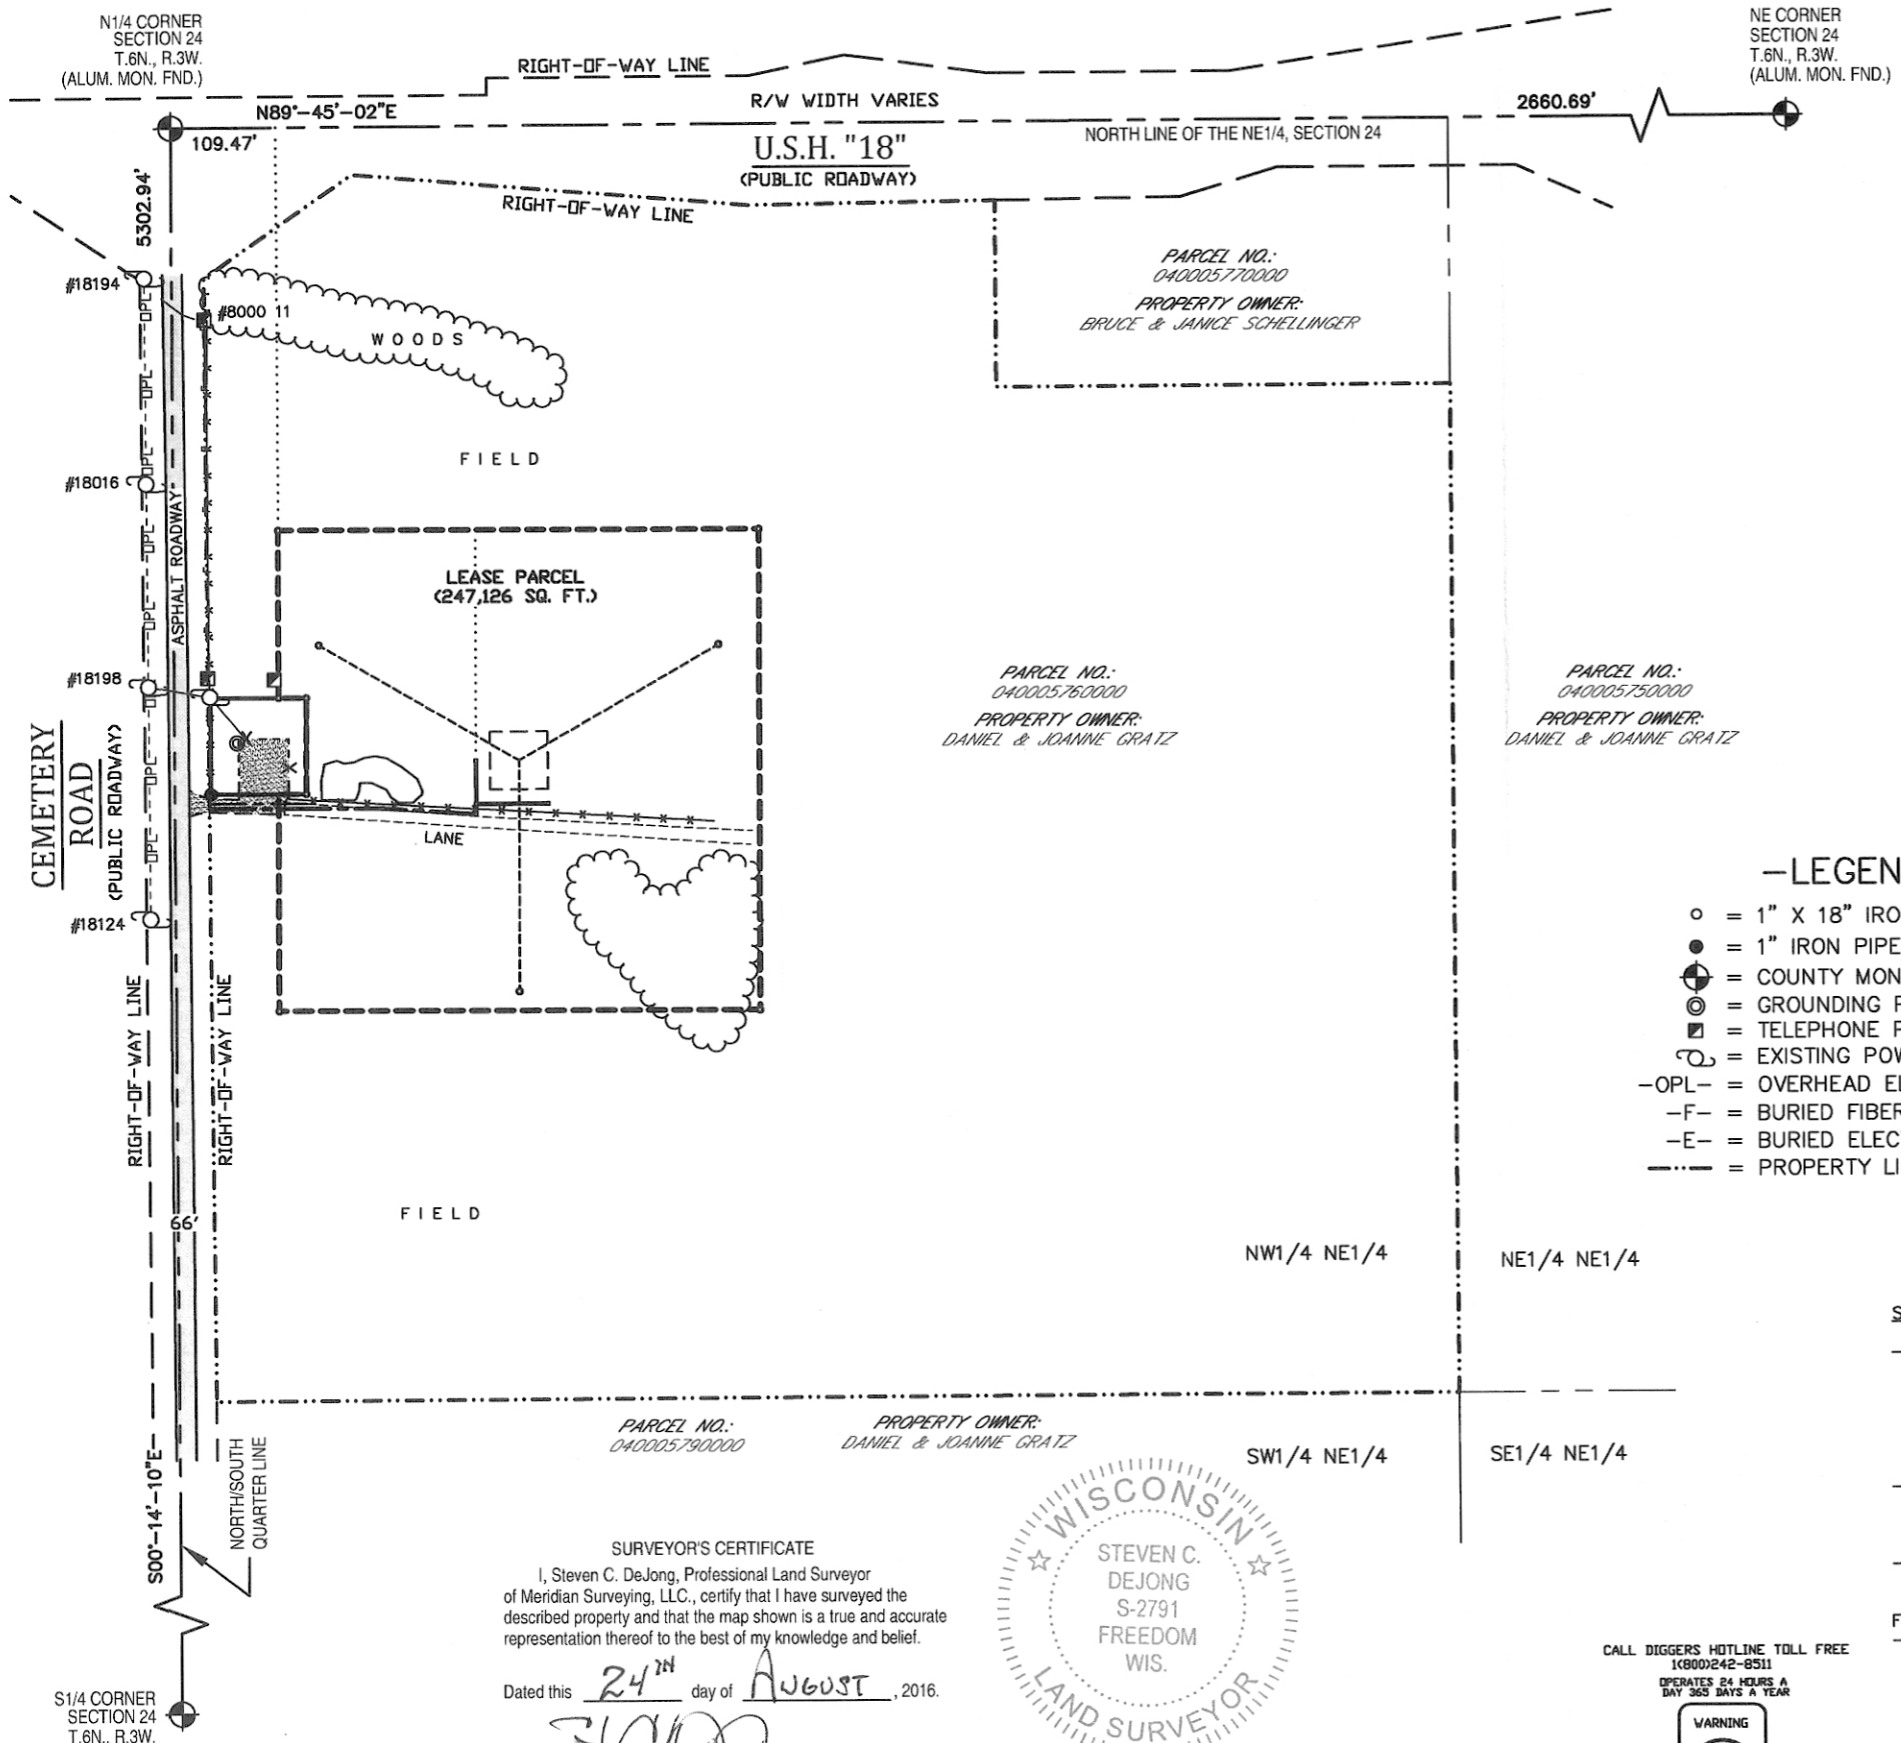 N1/4 CORNER
SECTION 24
T.6N., R.3W.
(ALUM. MON. FND.)
NE CORNER
SECTION 24
T.6N., R.3W.
(ALUM. MON. FND.)
RIGHT-OF-WAY LINE
N89°-45'-02"E
R/W WIDTH VARIES
2660.69'
109.47'
U.S.H. "18"
(PUBLIC ROADWAY)
NORTH LINE OF THE NE1/4, SECTION 24
5302.94'
RIGHT-OF-WAY LINE
PARCEL NO.:
040005770000
PROPERTY OWNER:
BRUCE & JANICE SCHELLINGER
#18194
OPL
#8000 11
WOODS
OPL
OPL
FIELD
OPL
#18016
ASPHALT ROADWAY
OPL
OPL
LEASE PARCEL
(247,126 SQ. FT.)
#18198
OPL
PARCEL NO.:
040005760000
PROPERTY OWNER:
DANIEL & JOANNE GRATZ
PARCEL NO.:
040005750000
PROPERTY OWNER:
DANIEL & JOANNE GRATZ
CEMETERY
ROAD
(PUBLIC ROADWAY)
OPL
OPL
LANE
#18124
-LEGEN
= 1" X 18" IRO
= 1" IRON PIPE
= COUNTY MON
= GROUNDING
= TELEPHONE
= EXISTING POW
-OPL- = OVERHEAD EL
-F- = BURIED FIBER
-E- = BURIED ELEC
= PROPERTY LI
RIGHT-OF-WAY LINE
RIGHT-OF-WAY LINE
66'
FIELD
NW1/4 NE1/4
NE1/4 NE1/4
PARCEL NO.:
040005790000
PROPERTY OWNER:
DANIEL & JOANNE GRATZ
SW1/4 NE1/4
SE1/4 NE1/4
S00°-14'-10"E
NORTH/SOUTH
QUARTER LINE
SURVEYOR'S CERTIFICATE
I, Steven C. DeJong, Professional Land Surveyor
of Meridian Surveying, LLC., certify that I have surveyed the
described property and that the map shown is a true and accurate
representation thereof to the best of my knowledge and belief.
Dated this 24TH day of AUGUST, 2016.
WISCONSIN
STEVEN C.
DEJONG
S-2791
FREEDOM
WIS.
LAND SURVEYOR
CALL DIGGERS HOTLINE TOLL FREE
1(800)242-8511
OPERATES 24 HOURS A
DAY 365 DAYS A YEAR
WARNING
S1/4 CORNER
SECTION 24
T.6N., R.3W.